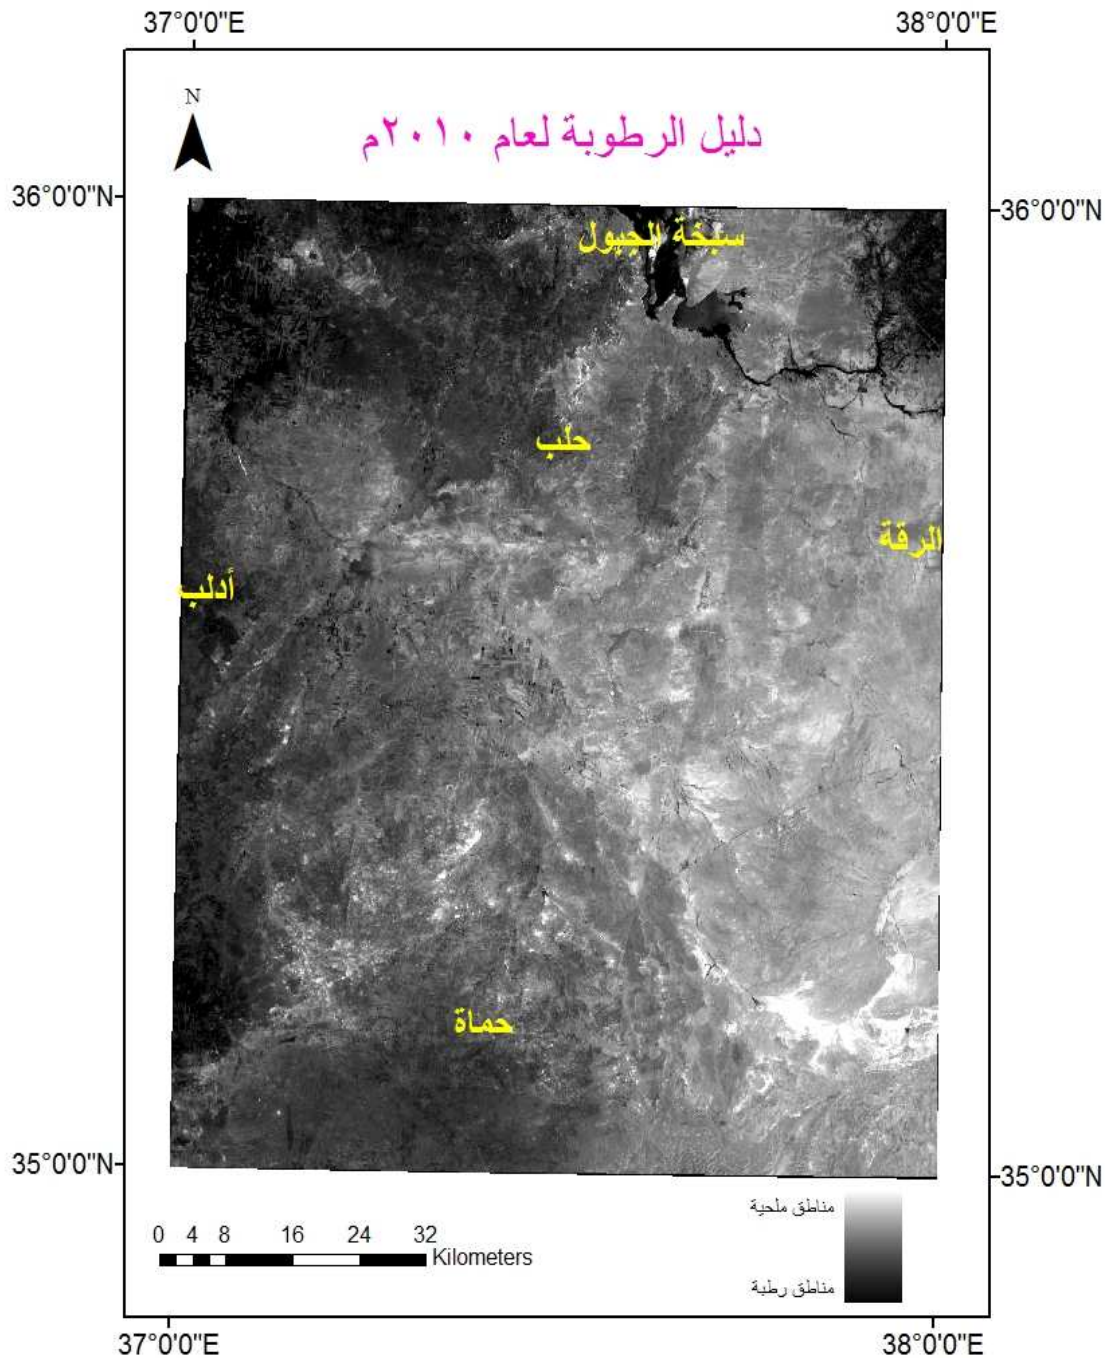 37°0'0"E 38°0'0"E
N
دليل الرطوبة لعام ٢٠١٠م
36°0'0"N 36°0'0"N
سبخة الجبول
حلب
الرقة
أدلب
حماة
35°0'0"N 35°0'0"N
مناطق ملحية
0 4 8 16 24 32
Kilometers
مناطق رطبة
37°0'0"E 38°0'0"E